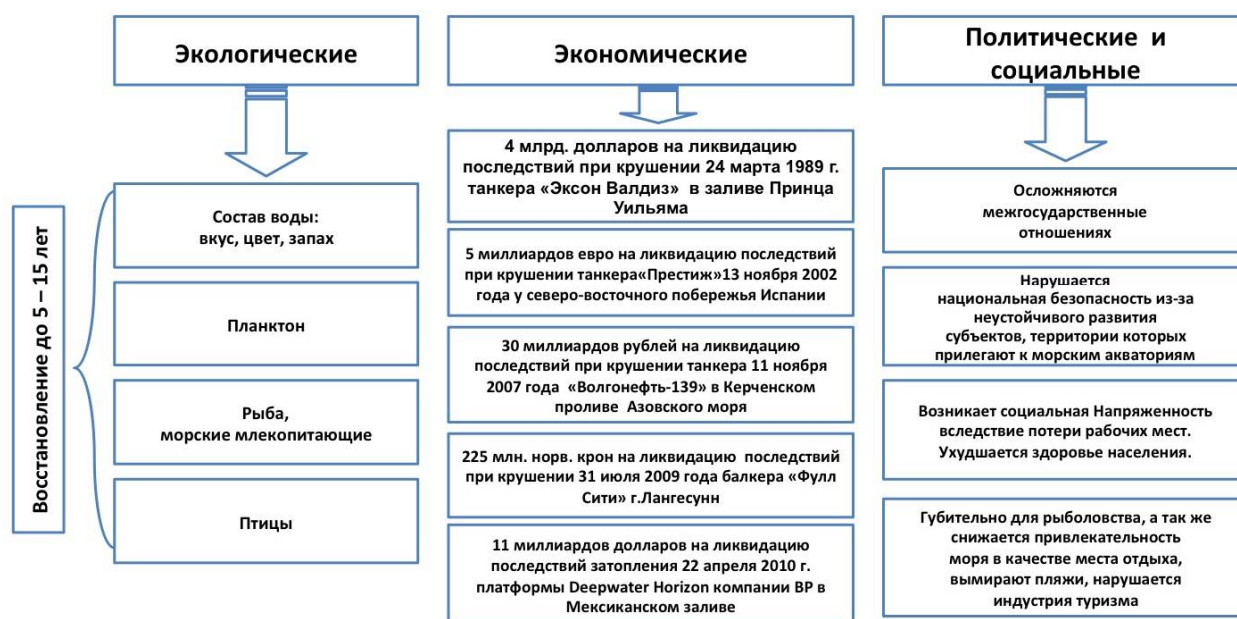 Экологические
Экономические
Политические и
социальные
Восстановление до 5 – 15 лет
Состав воды:
вкус, цвет, запах
Планктон
Рыба,
морские млекопитающие
Птицы
4 млрд. долларов на ликвидацию
последствий при крушении 24 марта 1989 г.
танкера «Эксон Валдиз» в заливе Принца
Уильяма
5 миллиардов евро на ликвидацию последствий
при крушении танкера«Престиж»13 ноября 2002
года у северо-восточного побережья Испании
30 миллиардов рублей на ликвидацию
последствий при крушении танкера 11 ноября
2007 года «Волгонефть-139» в Керченском
проливе Азовского моря
225 млн. норв. крон на ликвидацию последствий
при крушении 31 июля 2009 года балкера «Фулл
Сити» г.Лангесунн
11 миллиардов долларов на ликвидацию
последствий затопления 22 апреля 2010 г.
платформы Deepwater Horizon компании BP в
Мексиканском заливе
Осложняются
межгосударственные
отношениях
Нарушается
национальная безопасность из-за
неустойчивого развития
субъектов, территории которых
прилегают к морским акваториям
Возникает социальная Напряженность
вследствие потери рабочих мест.
Ухудшается здоровье населения.
Губительно для рыболовства, а так же
снижается привлекательность
моря в качестве места отдыха,
вымирают пляжи, нарушается
индустрия туризма